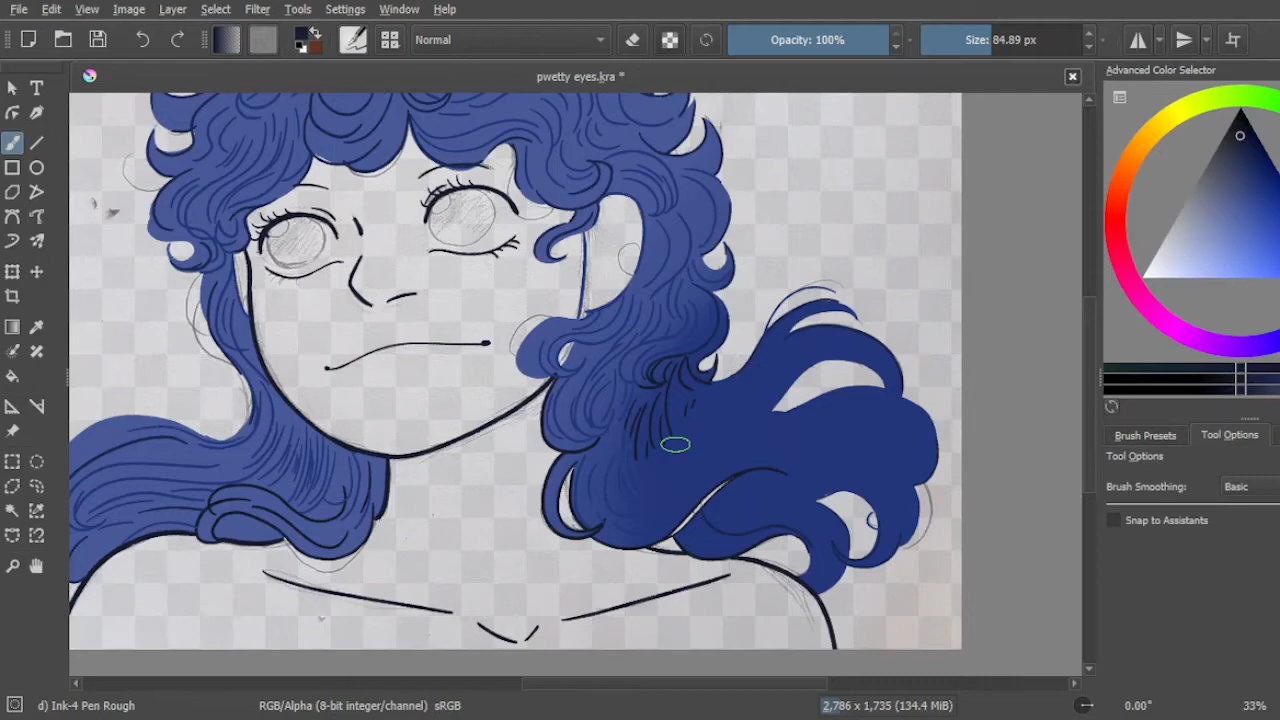 File Edit View Image Layer Select Filter Tools Settings Window Help
Normal Opacity: 100% Size: 84.89 px
pwetty eyes.kra *
Advanced Color Selector
Brush Presets Tool Options
Tool Options
Brush Smoothing: Basic
Snap to Assistants
d) Ink-4 Pen Rough RGB/Alpha (8-bit integer/channel) sRGB 2,786 x 1,735 (134.4 MiB) 0.00° 33%